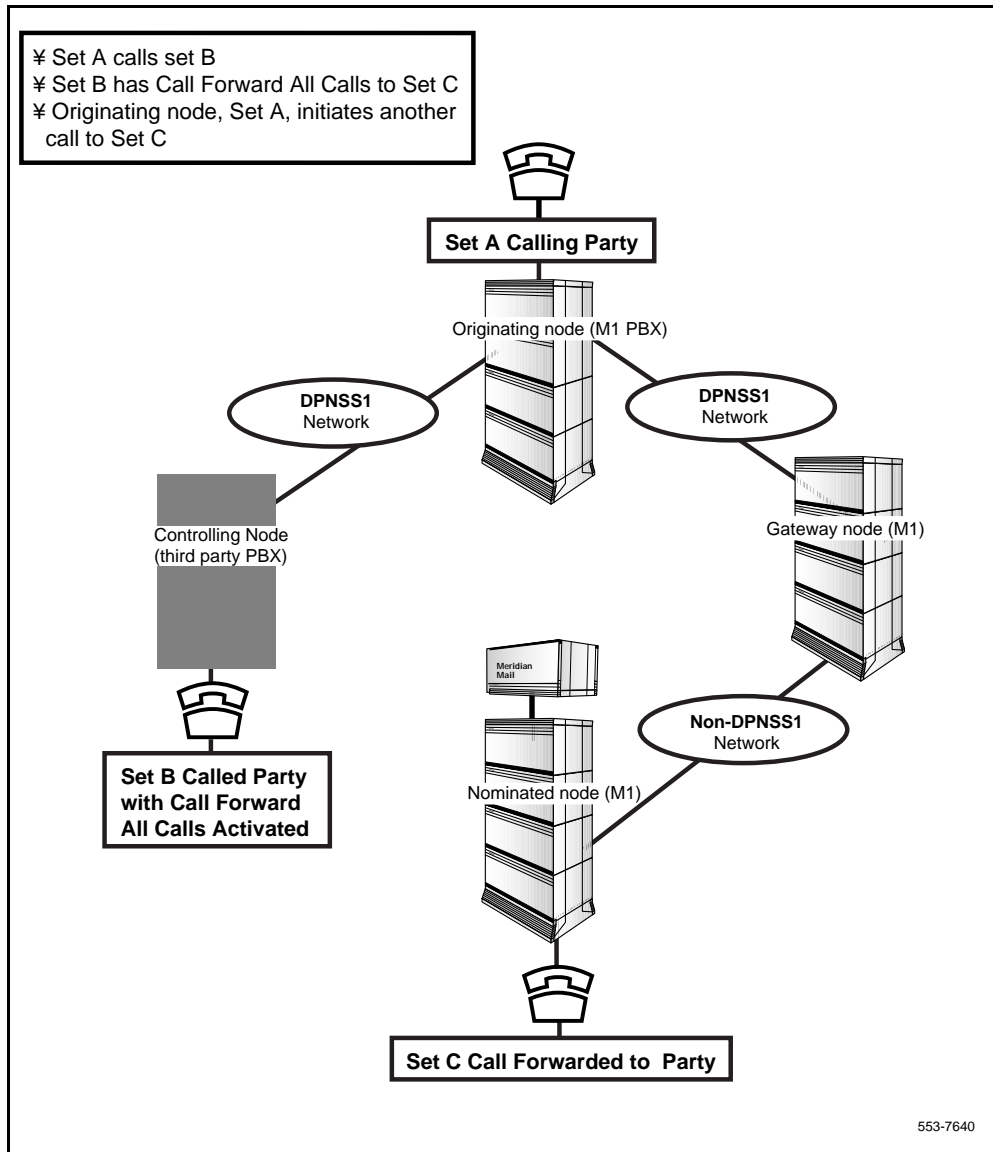 ¥ Set A calls set B
¥ Set B has Call Forward All Calls to Set C
¥ Originating node, Set A, initiates another
call to Set C
Set A Calling Party
Originating node (M1 PBX)
DPNSS1
Network
DPNSS1
Network
Controlling Node
(third party PBX)
Gateway node (M1)
Meridian
Mail
Non-DPNSS1
Network
Set B Called Party
with Call Forward
All Calls Activated
Nominated node (M1)
Set C Call Forwarded to  Party
553-7640